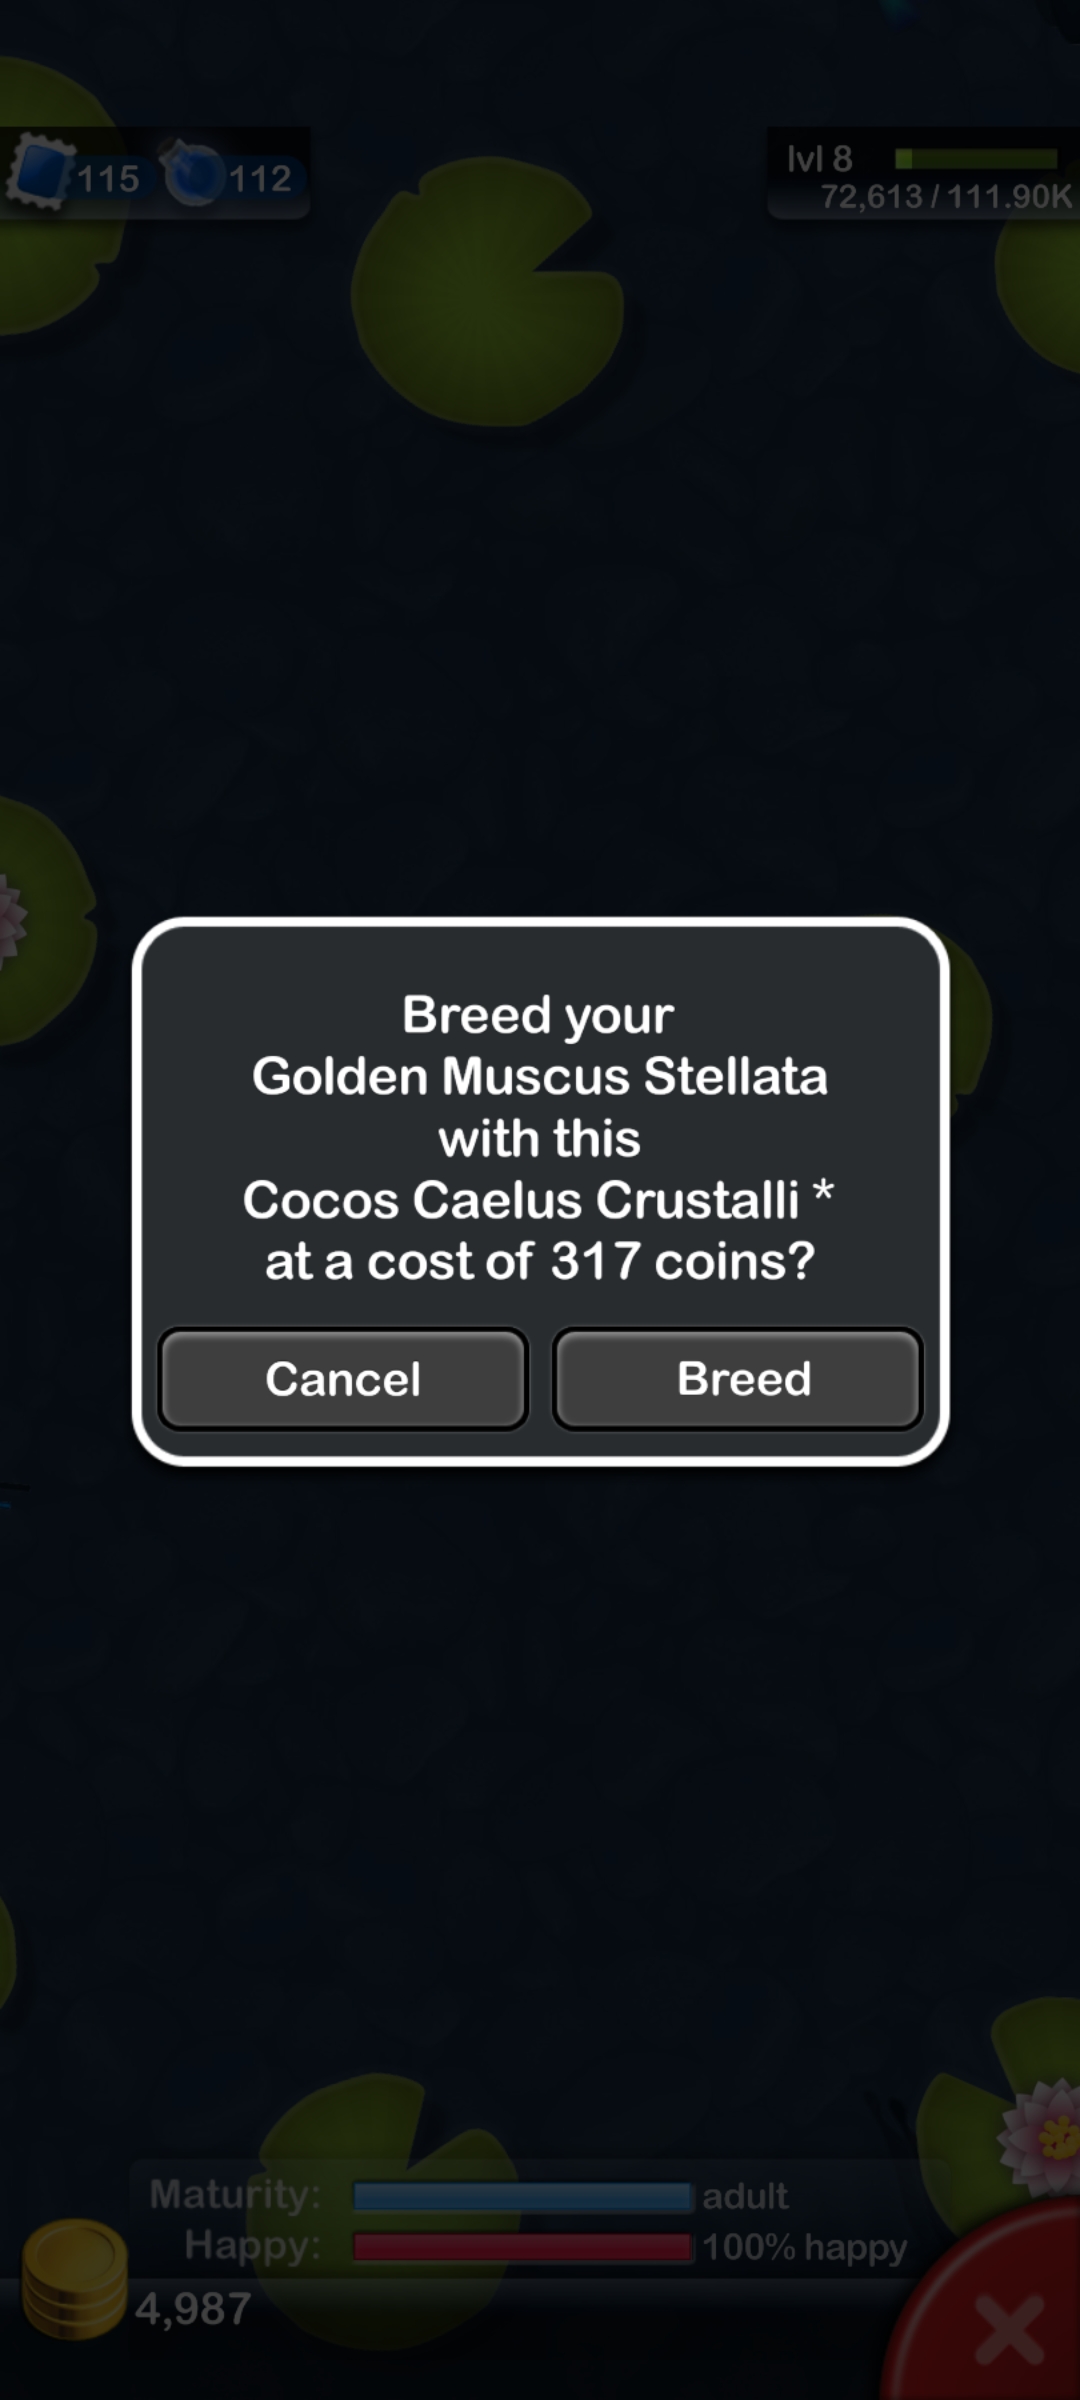 115 112
lvl 8
72,613 / 111.90K
Breed your
Golden Muscus Stellata
with this
Cocos Caelus Crustalli *
at a cost of 317 coins?
Cancel Breed
Maturity: adult
Happy: 100% happy
4,987